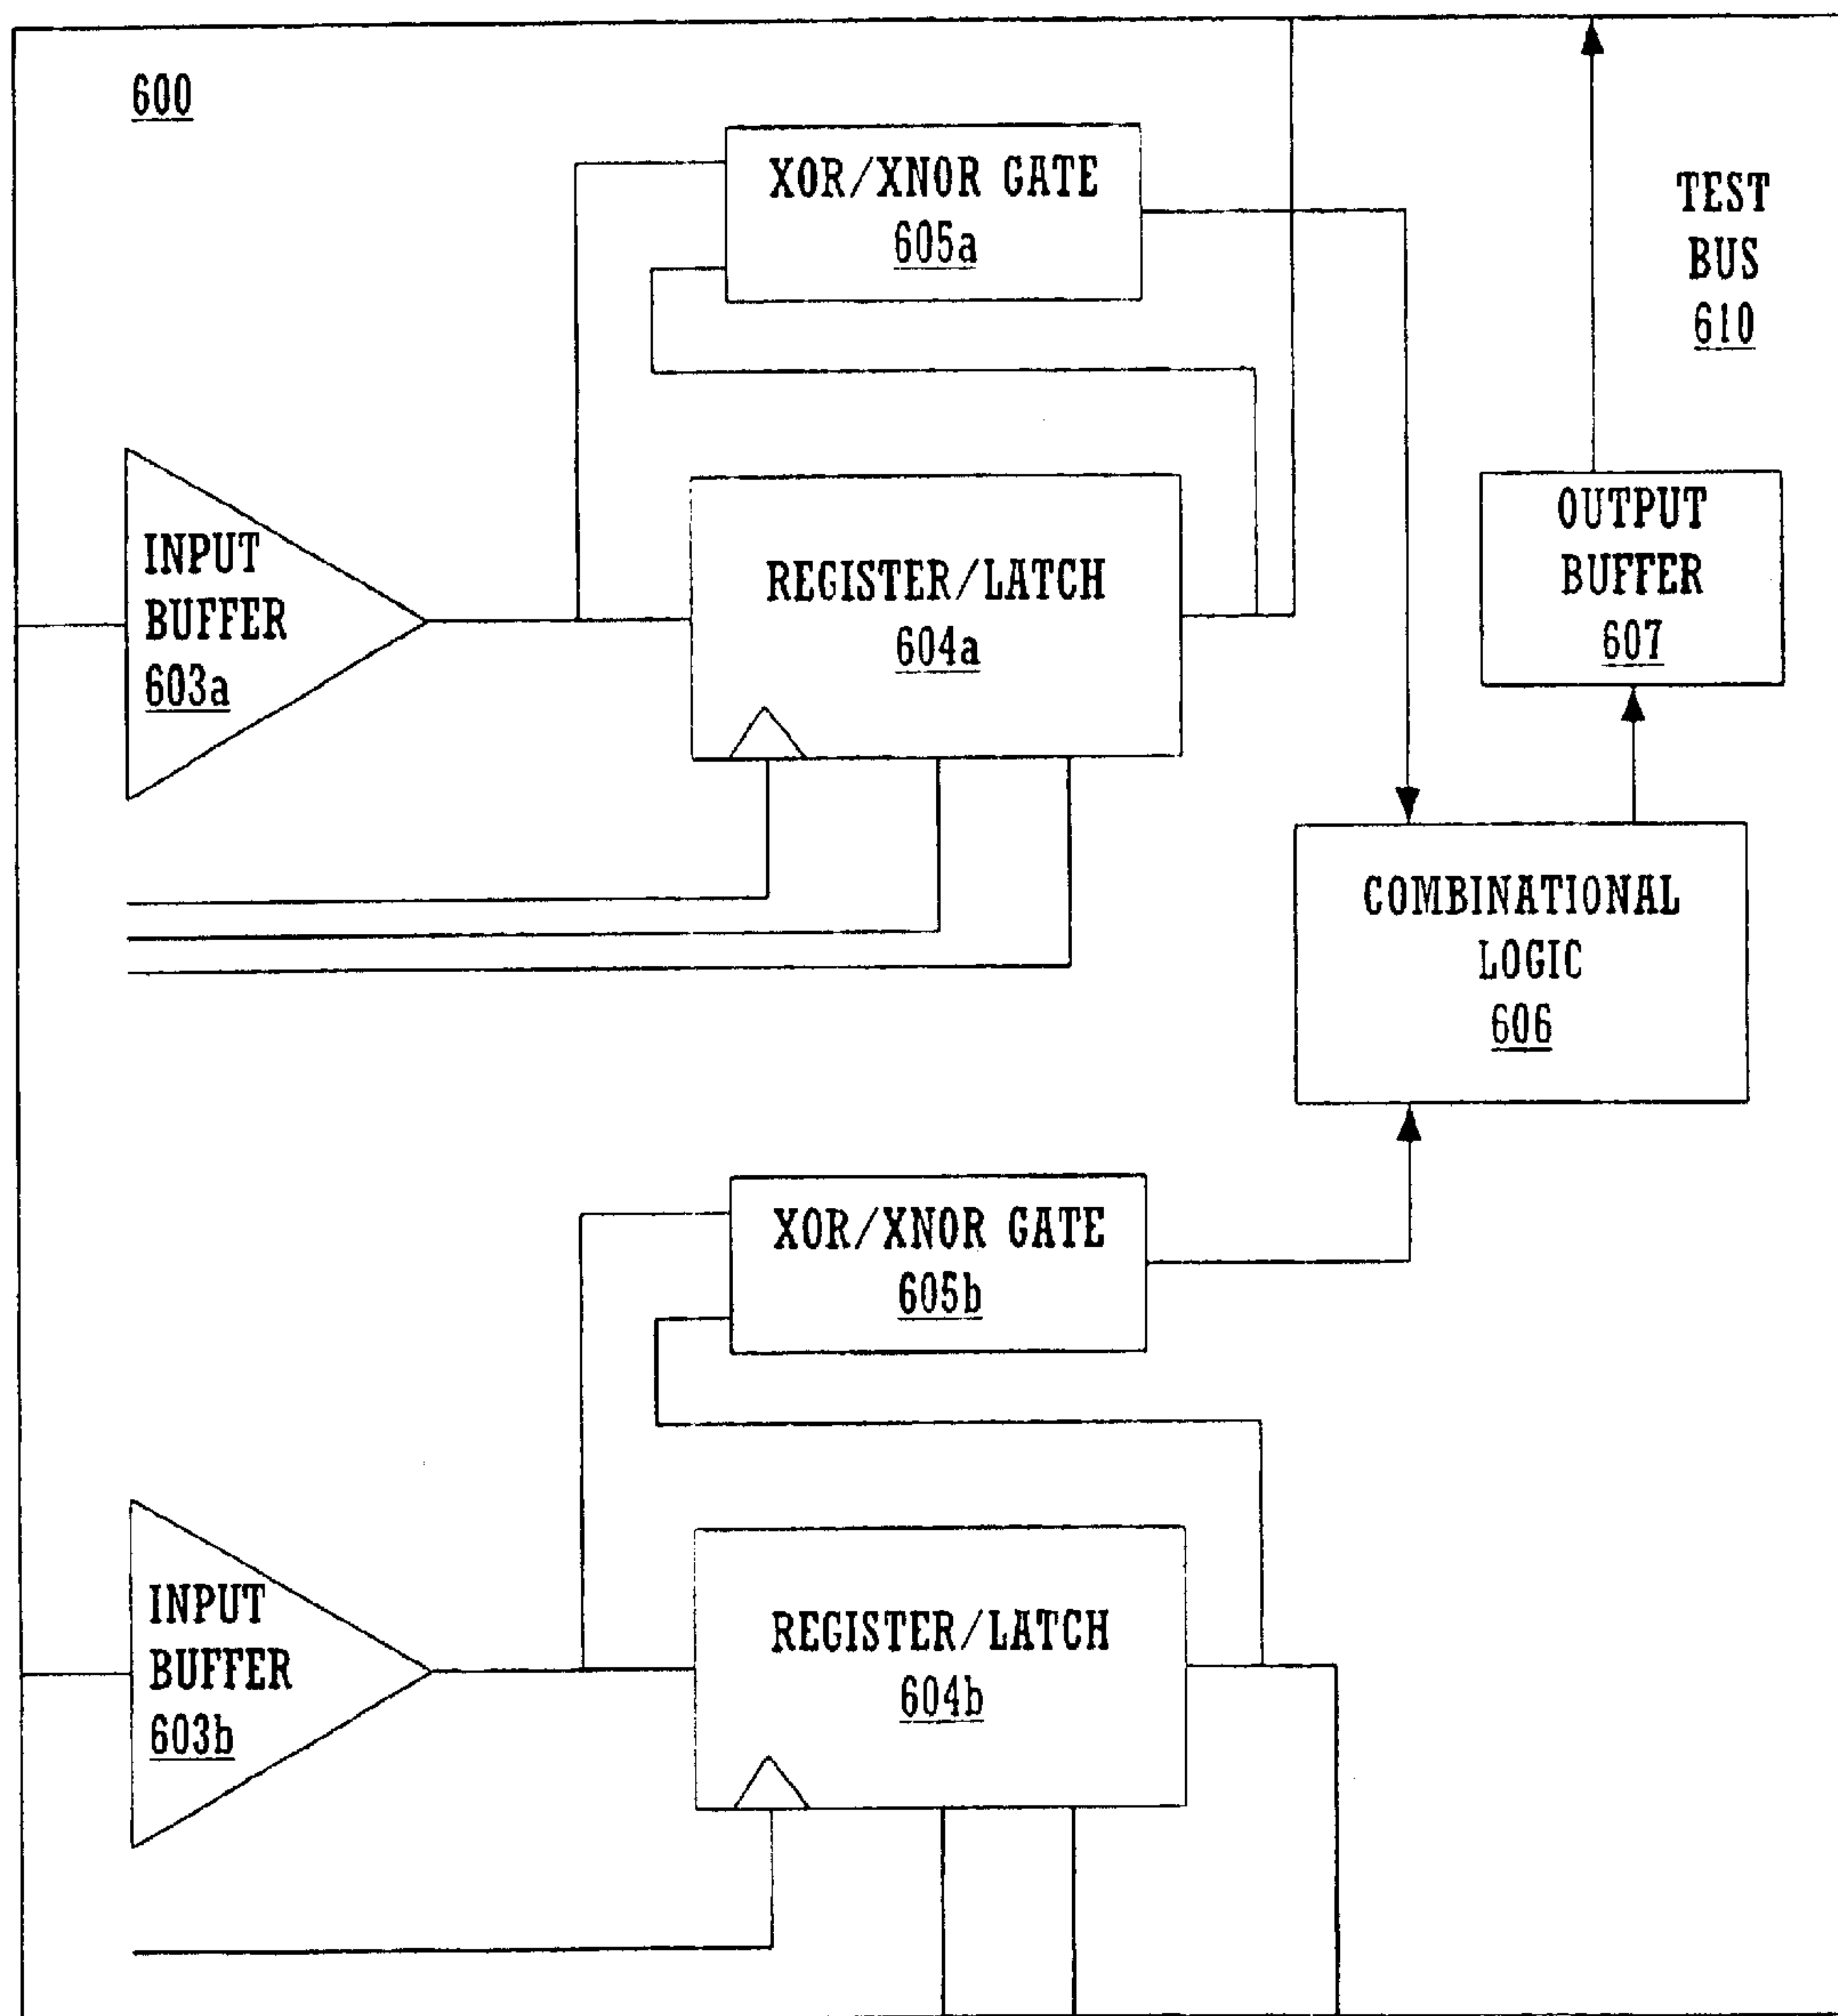 600
XOR/XNOR GATE
605a
TEST
BUS
610
INPUT
BUFFER
603a
REGISTER/LATCH
604a
OUTPUT
BUFFER
607
COMBINATIONAL
LOGIC
606
XOR/XNOR GATE
605b
INPUT
BUFFER
603b
REGISTER/LATCH
604b